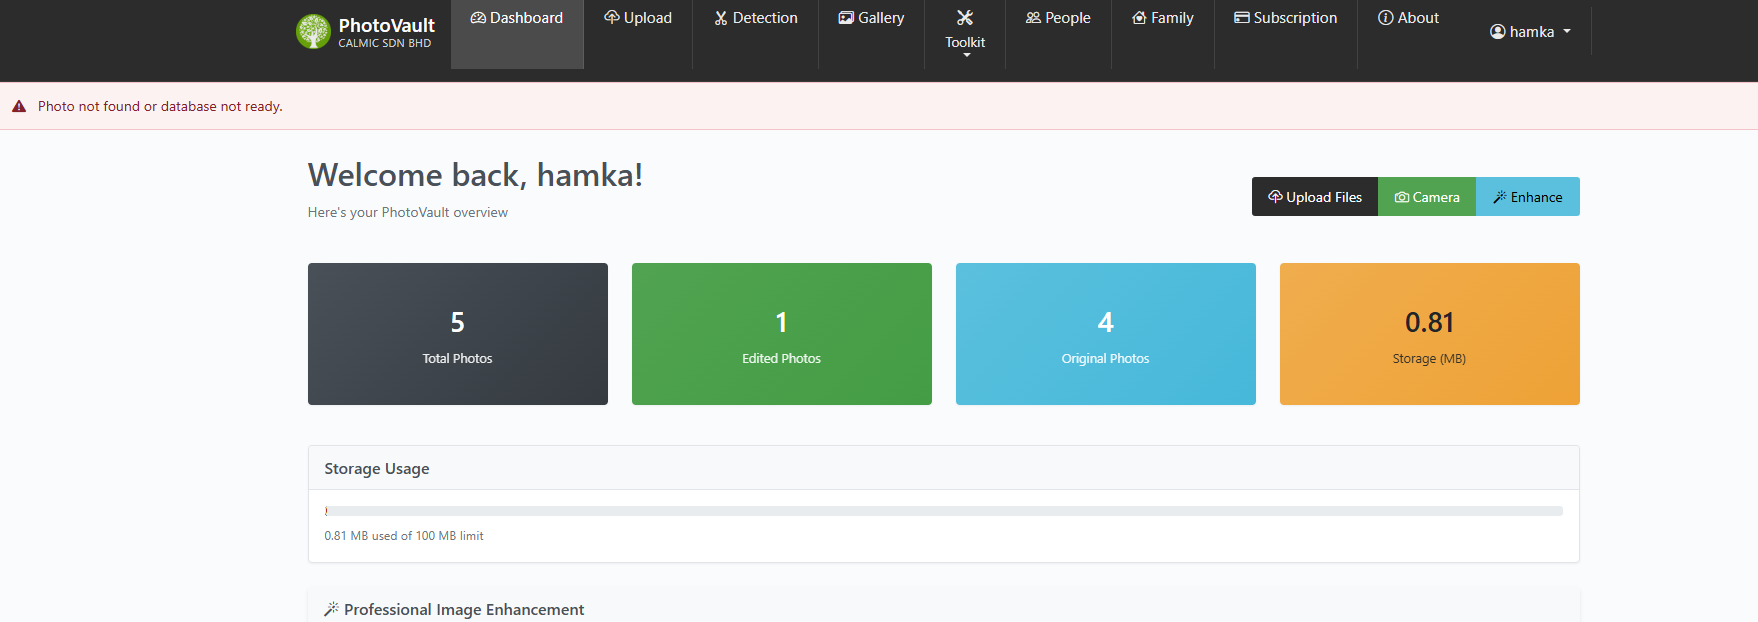 PhotoVault
CALMIC SDN BHD
Dashboard
Upload
Detection
Gallery
Toolkit
People
Family
Subscription
About
hamka
Photo not found or database not ready.
Welcome back, hamka!
Here's your PhotoVault overview
Upload Files
Camera
Enhance
5
Total Photos
1
Edited Photos
4
Original Photos
0.81
Storage (MB)
Storage Usage
0.81 MB used of 100 MB limit
Professional Image Enhancement